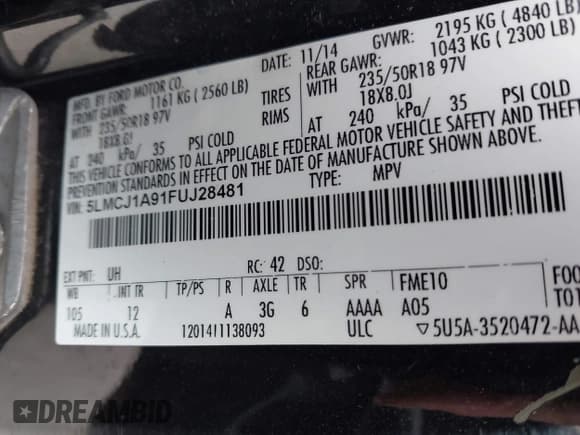 MFD. BY FORD MOTOR CO.
DATE: 11/14 GVWR: 2195 KG ( 4840 LB)
FRONT GAWR: 1161 KG ( 2560 LB) REAR GAWR: 1043 KG ( 2300 LB)
WITH 235/50R18 97V TIRES WITH 235/50R18 97V
18X8.0J RIMS 18X8.0J
AT 240 kPa/ 35 PSI COLD AT 240 kPa/ 35 PSI COLD
THIS VEHICLE CONFORMS TO ALL APPLICABLE FEDERAL MOTOR VEHICLE SAFETY AND THEFT
PREVENTION STANDARDS IN EFFECT ON THE DATE OF MANUFACTURE SHOWN ABOVE.
VIN: 5LMCJ1A91FUJ28481 TYPE: MPV
EXT PNT: UH RC: 42 DSO:
WB INT TR TP/PS R AXLE TR SPR FME10 FOO
105 12 A 3G 6 AAAA A05 TOT
MADE IN U.S.A. 1201411138093 ULC ▽5U5A-3520472-AA
DREAMBID